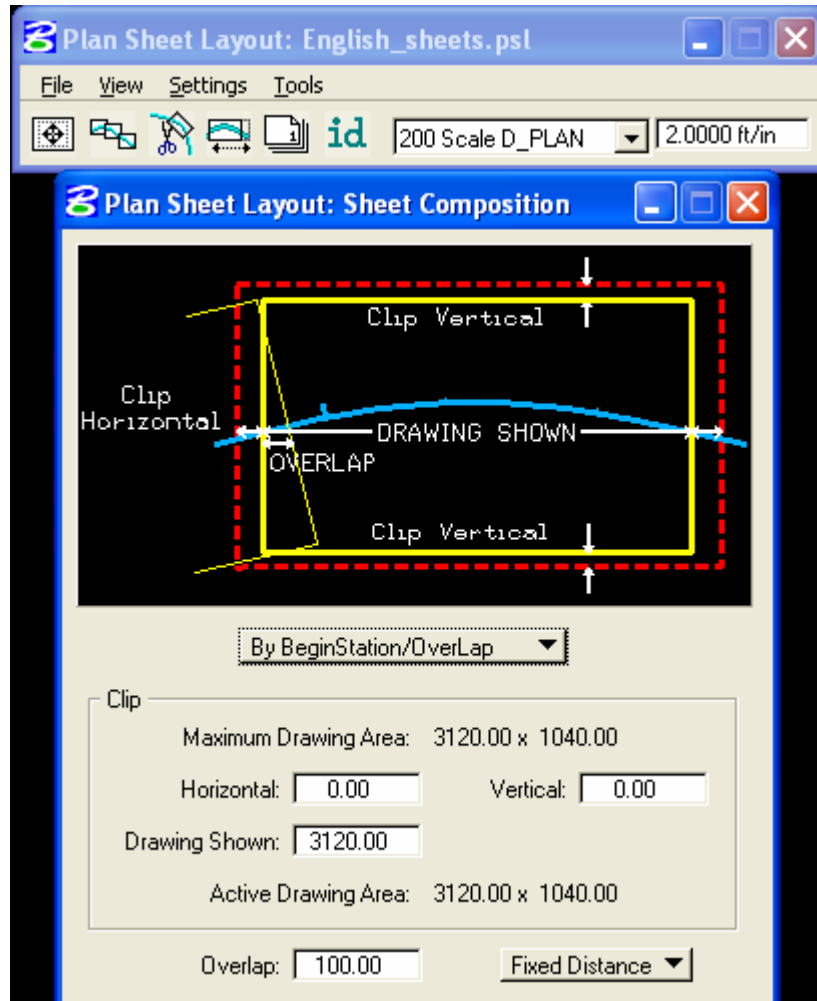 Plan Sheet Layout: English_sheets.psl
File View Settings Tools
id 200 Scale D_PLAN 2.0000 ft/in
Plan Sheet Layout: Sheet Composition
Clip Vertical
Clip
Horizontal
DRAWING SHOWN
OVERLAP
Clip Vertical
By BeginStation/OverLap
Clip
Maximum Drawing Area: 3120.00 x 1040.00
Horizontal: 0.00 Vertical: 0.00
Drawing Shown: 3120.00
Active Drawing Area: 3120.00 x 1040.00
Overlap: 100.00 Fixed Distance